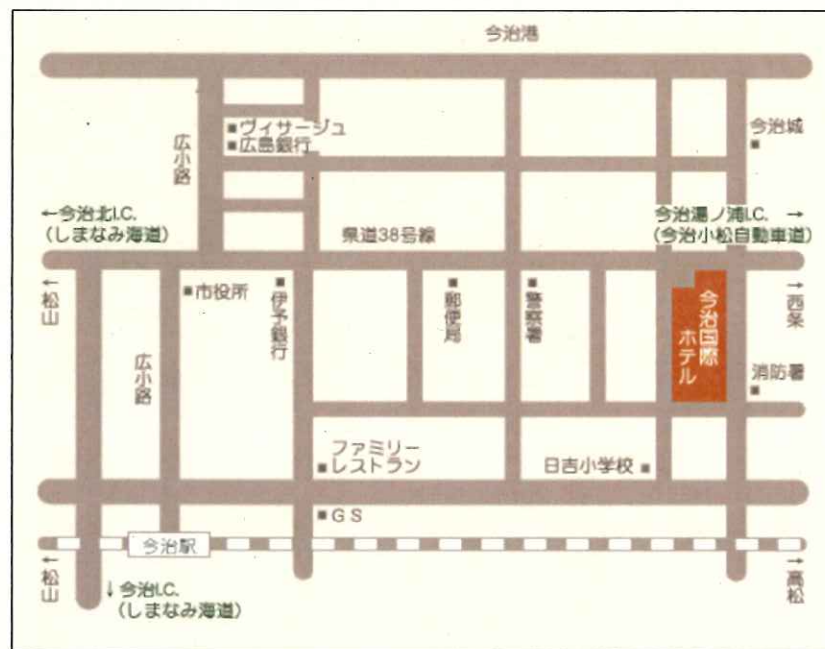 今治港
広小路
■ヴィサージュ
■広島銀行
今治城
←今治北I.C.
(しまなみ海道)
県道38号線
今治湯ノ浦I.C. →
(今治小松自動車道)
←松山
市役所
伊予銀行
郵便局
警察署
今治国際
ホテル
→西条
広小路
消防署
ファミリー
レストラン
日吉小学校
GS
今治駅
←松山
↓今治I.C.
(しまなみ海道)
→高松